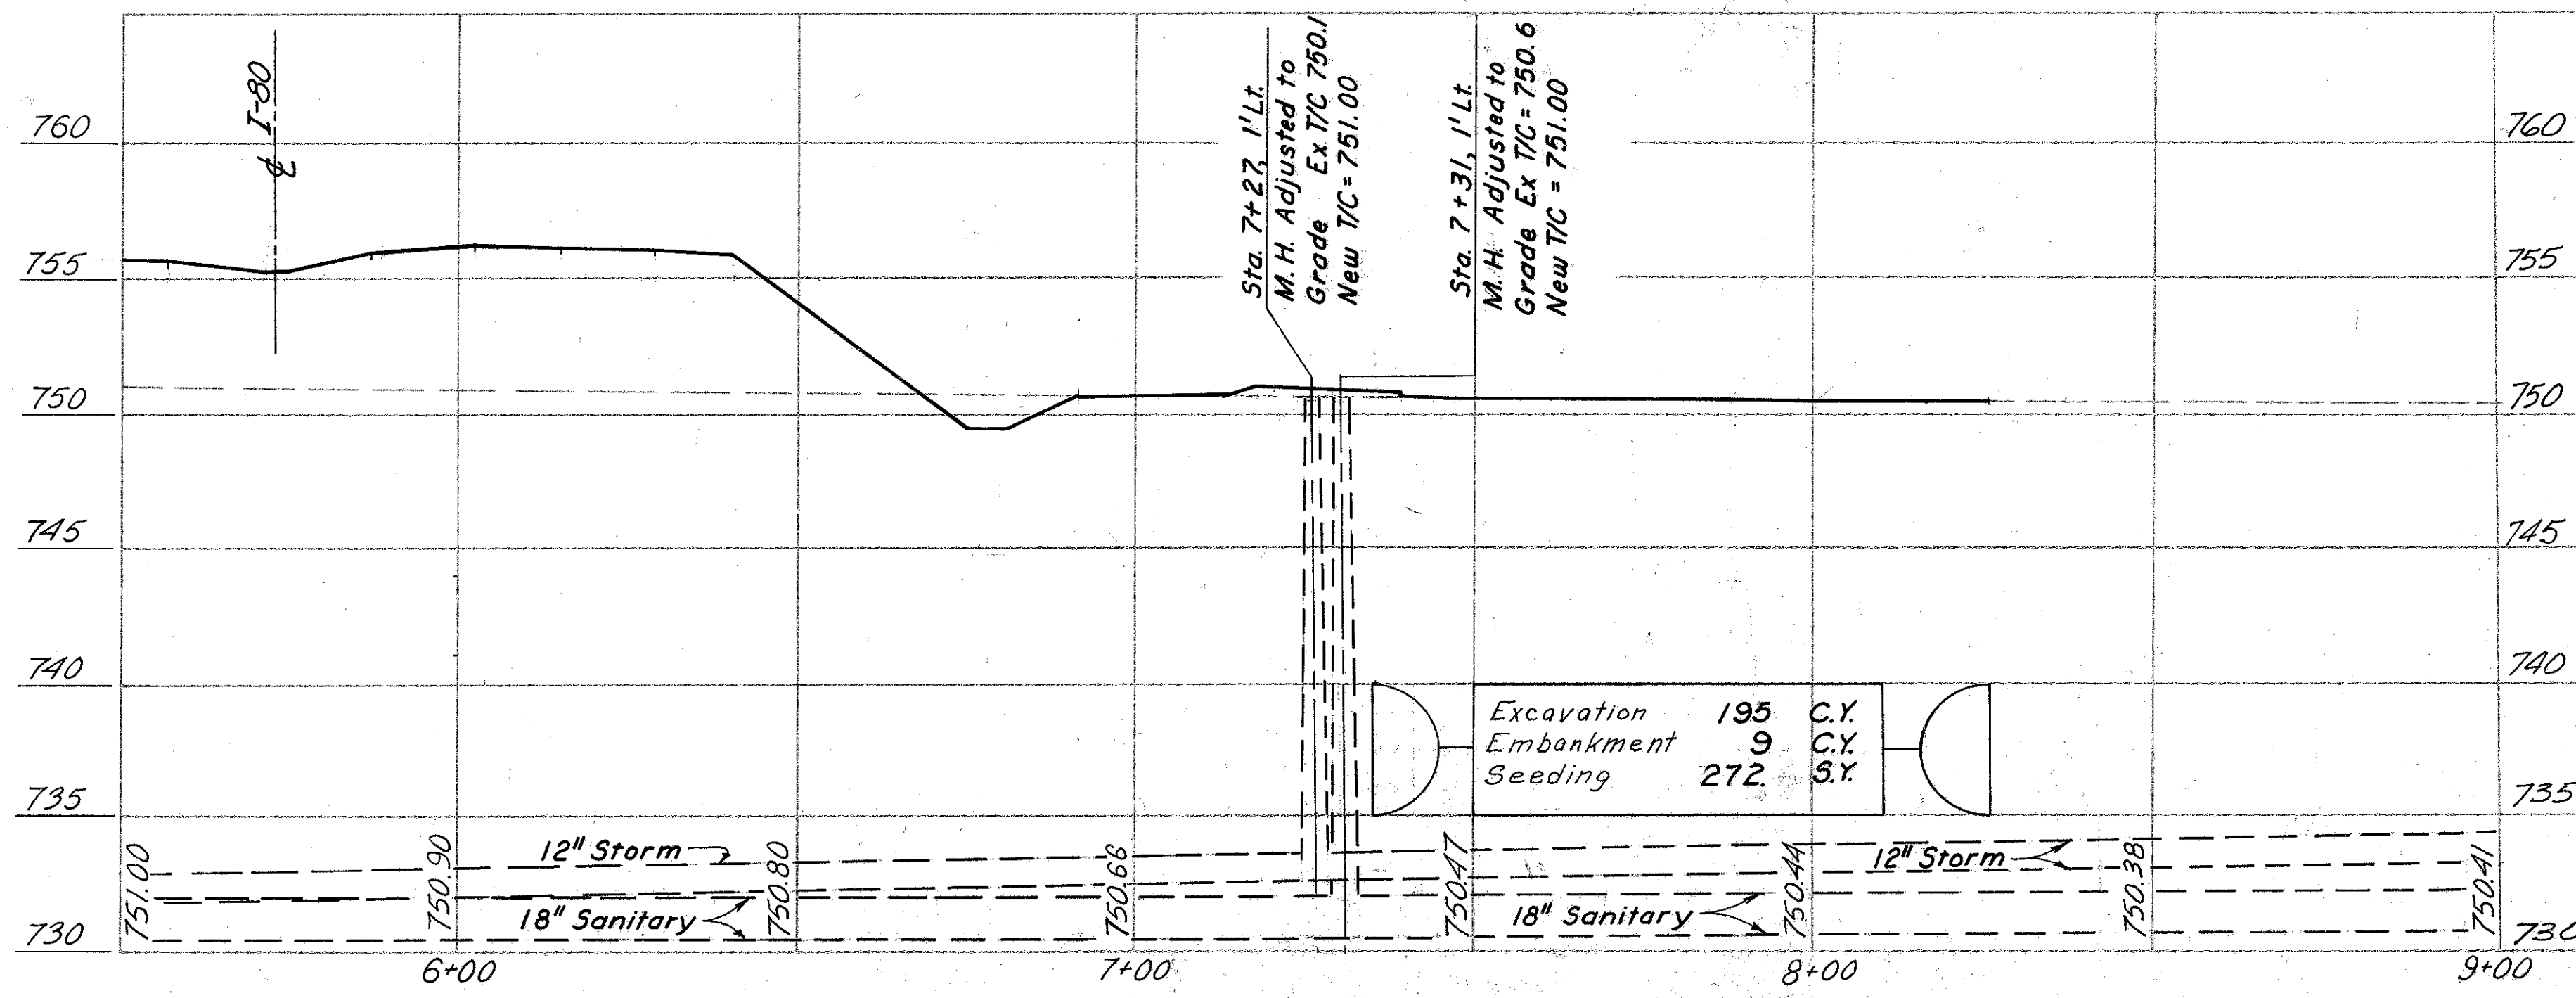 I-80
℄
Sta. 7+27, 1' Lt.
M.H. Adjusted to
Grade Ex T/C 750.1
New T/C = 751.00
Sta. 7+31, 1' Lt.
M.H. Adjusted to
Grade Ex T/C = 750.6
New T/C = 751.00
760
755
750
745
740
735
730
760
755
750
745
740
735
730
Excavation 195 C.Y.
Embankment 9 C.Y.
Seeding 272. S.Y.
12" Storm
18" Sanitary
12" Storm
18" Sanitary
751.00
750.90
750.80
750.66
750.47
750.44
750.38
750.41
6+00
7+00
8+00
9+00